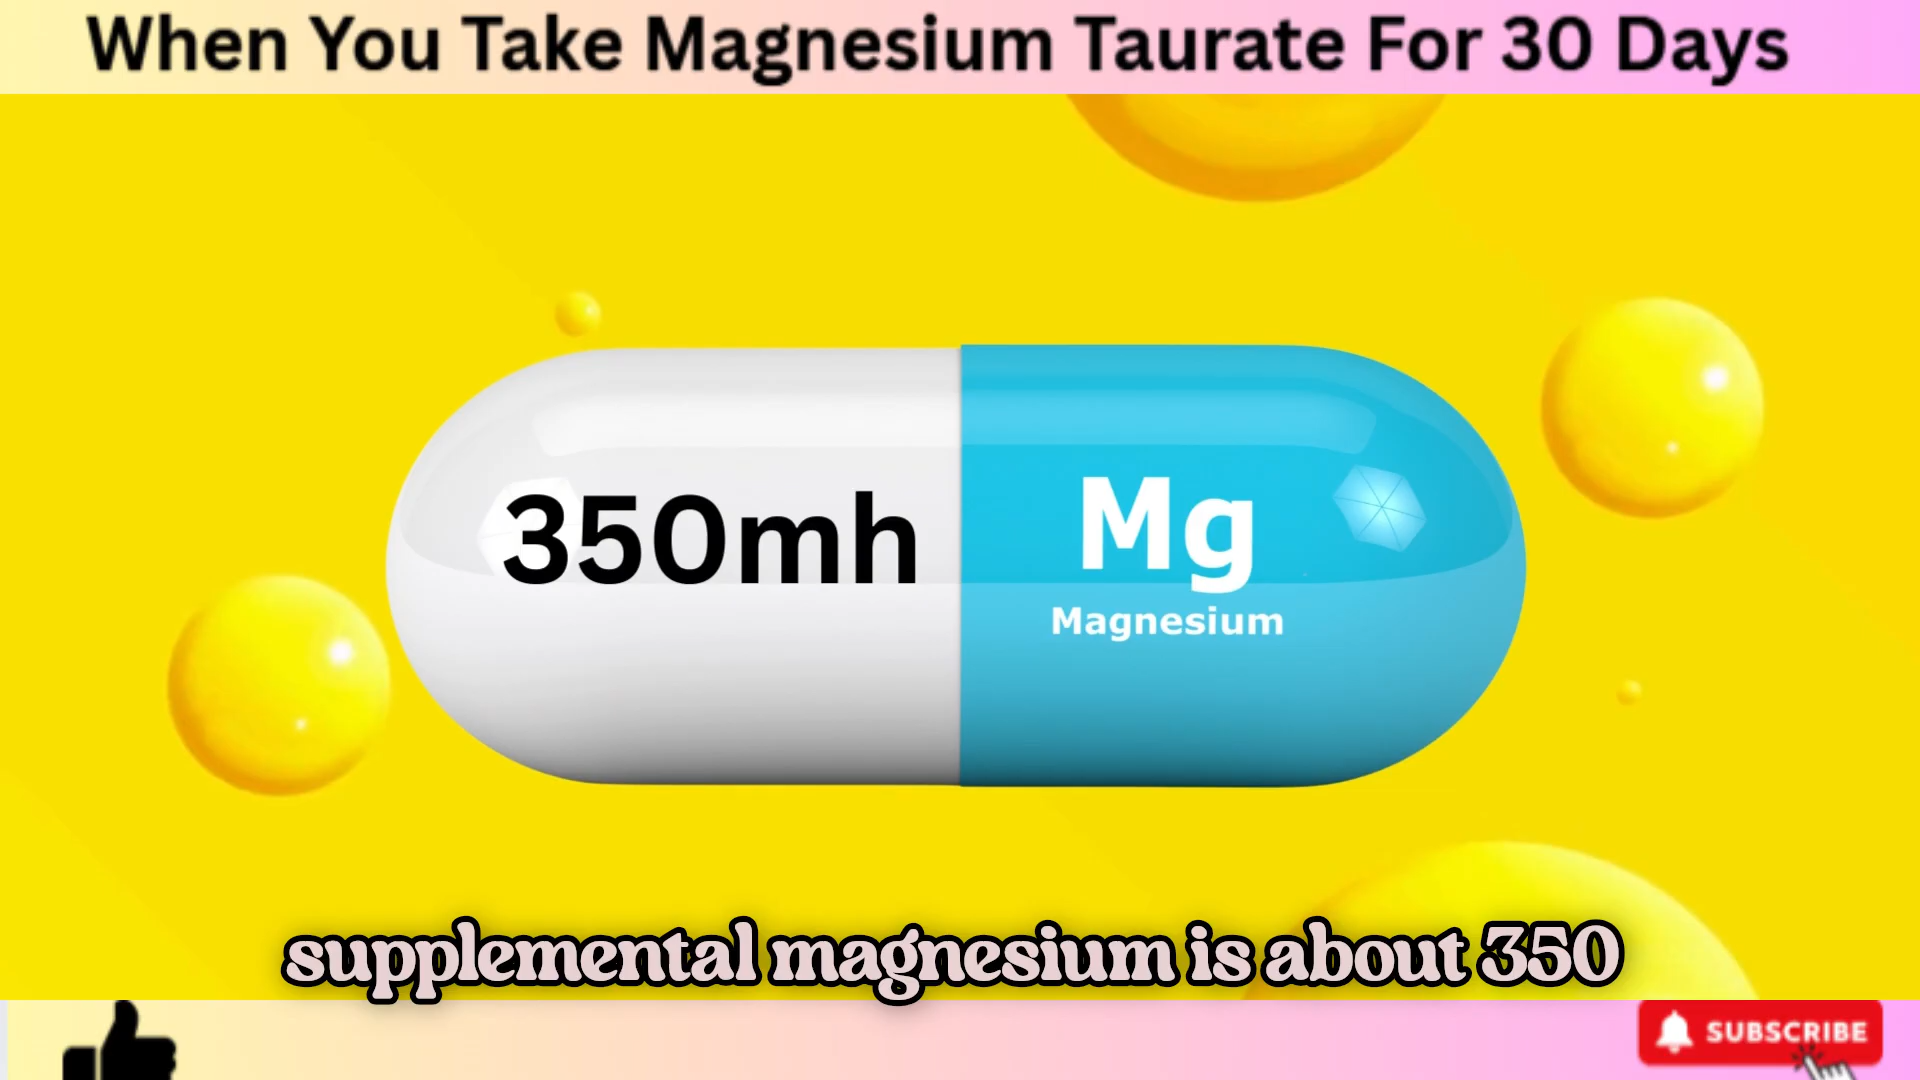 When You Take Magnesium Taurate For 30 Days
350mh
Mg
Magnesium
supplemental magnesium is about 350
SUBSCRIBE